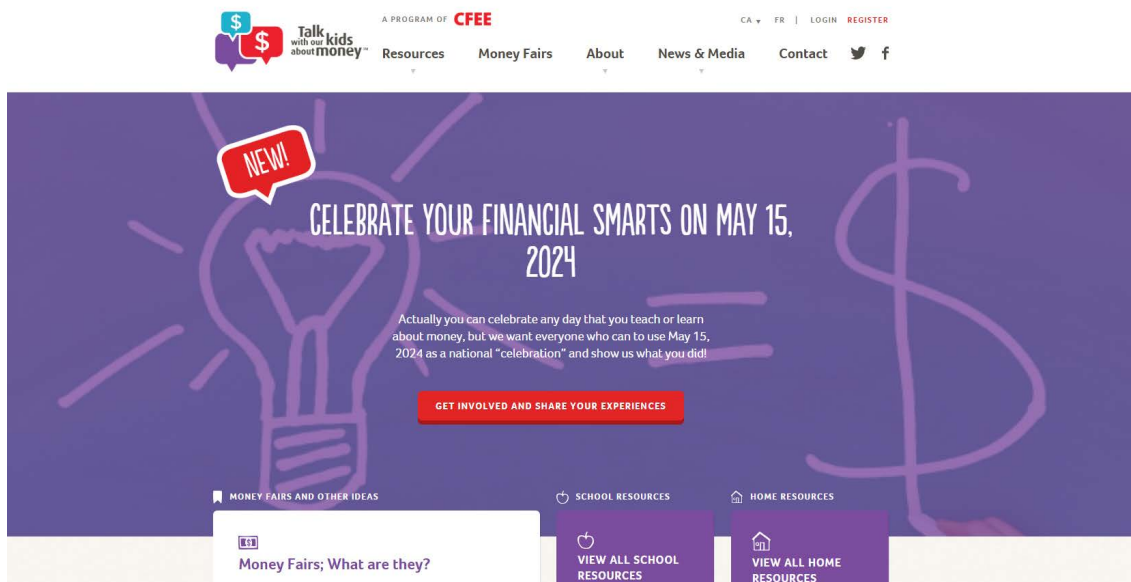 $
$
Talk
with our kids
about money™
A PROGRAM OF CFEE
CA FR | LOGIN REGISTER
Resources Money Fairs About News & Media Contact
NEW!
CELEBRATE YOUR FINANCIAL SMARTS ON MAY 15,
2024
Actually you can celebrate any day that you teach or learn
about money, but we want everyone who can to use May 15,
2024 as a national “celebration” and show us what you did!
GET INVOLVED AND SHARE YOUR EXPERIENCES
= $
MONEY FAIRS AND OTHER IDEAS
Money Fairs; What are they?
SCHOOL RESOURCES
VIEW ALL SCHOOL
RESOURCES
HOME RESOURCES
VIEW ALL HOME
RESOURCES